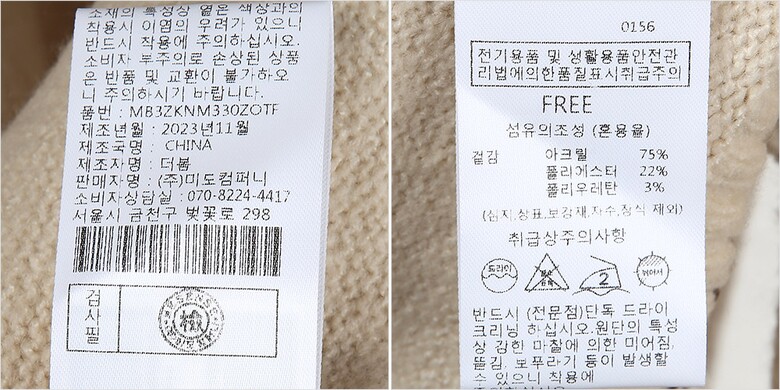 소재의 특성상 옅은 색상과의
착용시 이염의 우려가 있으니
반드시 착용에 주의하십시오.
소비자 부주의로 손상된 상품
은 반품 및 교환이 불가하오
니 주의하시기 바랍니다.
품번 : MB3ZKNM330ZOTF
제조년월 : 2023년11월
제조국명 : CHINA
제조자명 : 더봄
판매자명 : (주)미도컴퍼니
소비자상담실 : 070-8224-4417
서울시 금천구 벚꽃로 298
검사필
檢
0156
전기용품 및 생활용품안전관
리법에의한품질표시취급주의
FREE
섬유의조성 (혼용율)
겉감 아크릴 75%
폴리에스터 22%
폴리우레탄 3%
(심지,상표,보강재,자수,장식 제외)
취급상주의사항
드라이
2
뉘어서
반드시 (전문점)단독 드라이
크리닝 하십시오.원단의 특성
상 감한 마찰에 의한 미어짐,
뜯김, 보푸라기 등이 발생할
수 있으니 착용에